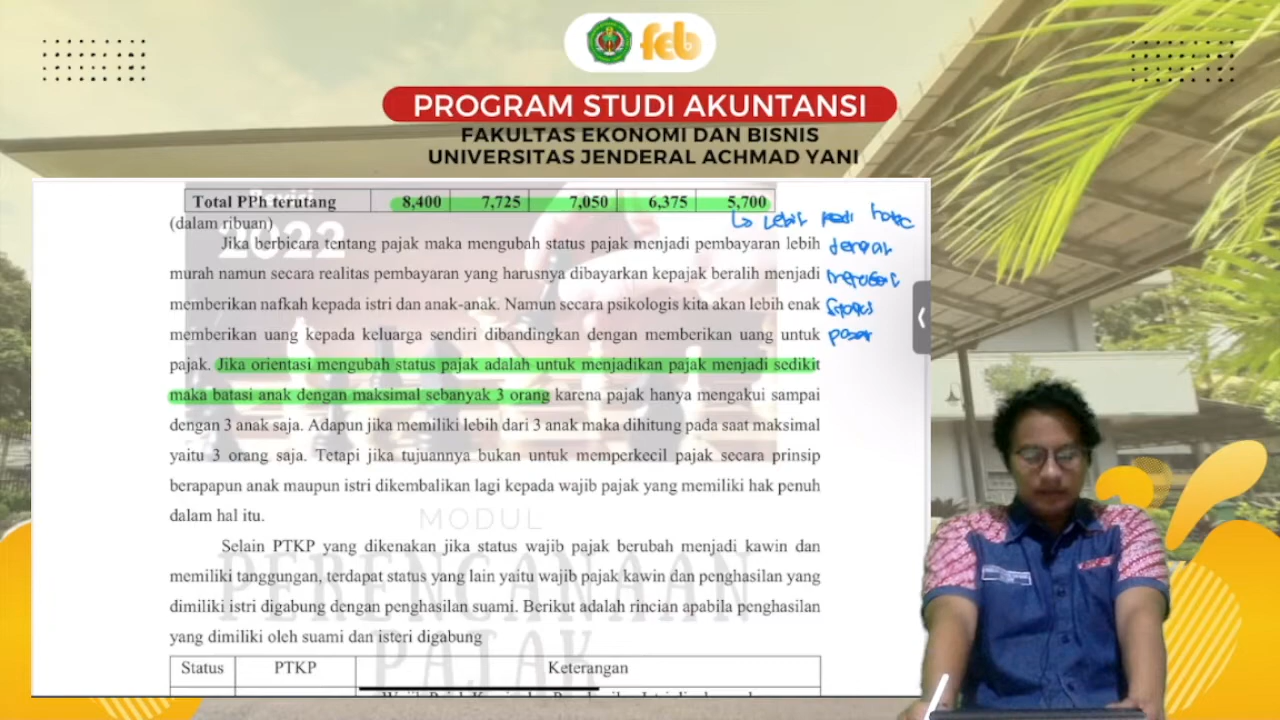 feb
PROGRAM STUDI AKUNTANSI
FAKULTAS EKONOMI DAN BISNIS
UNIVERSITAS JENDERAL ACHMAD YANI
Total PPh terutang 8,400 7,725 7,050 6,375 5,700
(dalam ribuan)
Jika berbicara tentang pajak maka mengubah status pajak menjadi pembayaran lebih
murah namun secara realitas pembayaran yang harusnya dibayarkan kepajak beralih menjadi
memberikan nafkah kepada istri dan anak-anak. Namun secara psikologis kita akan lebih enak
memberikan uang kepada keluarga sendiri dibandingkan dengan memberikan uang untuk
pajak. Jika orientasi mengubah status pajak adalah untuk menjadikan pajak menjadi sedikit
maka batasi anak dengan maksimal sebanyak 3 orang karena pajak hanya mengakui sampai
dengan 3 anak saja. Adapun jika memiliki lebih dari 3 anak maka dihitung pada saat maksimal
yaitu 3 orang saja. Tetapi jika tujuannya bukan untuk memperkecil pajak secara prinsip
berapapun anak maupun istri dikembalikan lagi kepada wajib pajak yang memiliki hak penuh
dalam hal itu.
Selain PTKP yang dikenakan jika status wajib pajak berubah menjadi kawin dan
memiliki tanggungan, terdapat status yang lain yaitu wajib pajak kawin dan penghasilan yang
dimiliki istri digabung dengan penghasilan suami. Berikut adalah rincian apabila penghasilan
yang dimiliki oleh suami dan isteri digabung
Status PTKP Keterangan
Revisi
2022
MODUL
PERENCANAAN
PAJAK